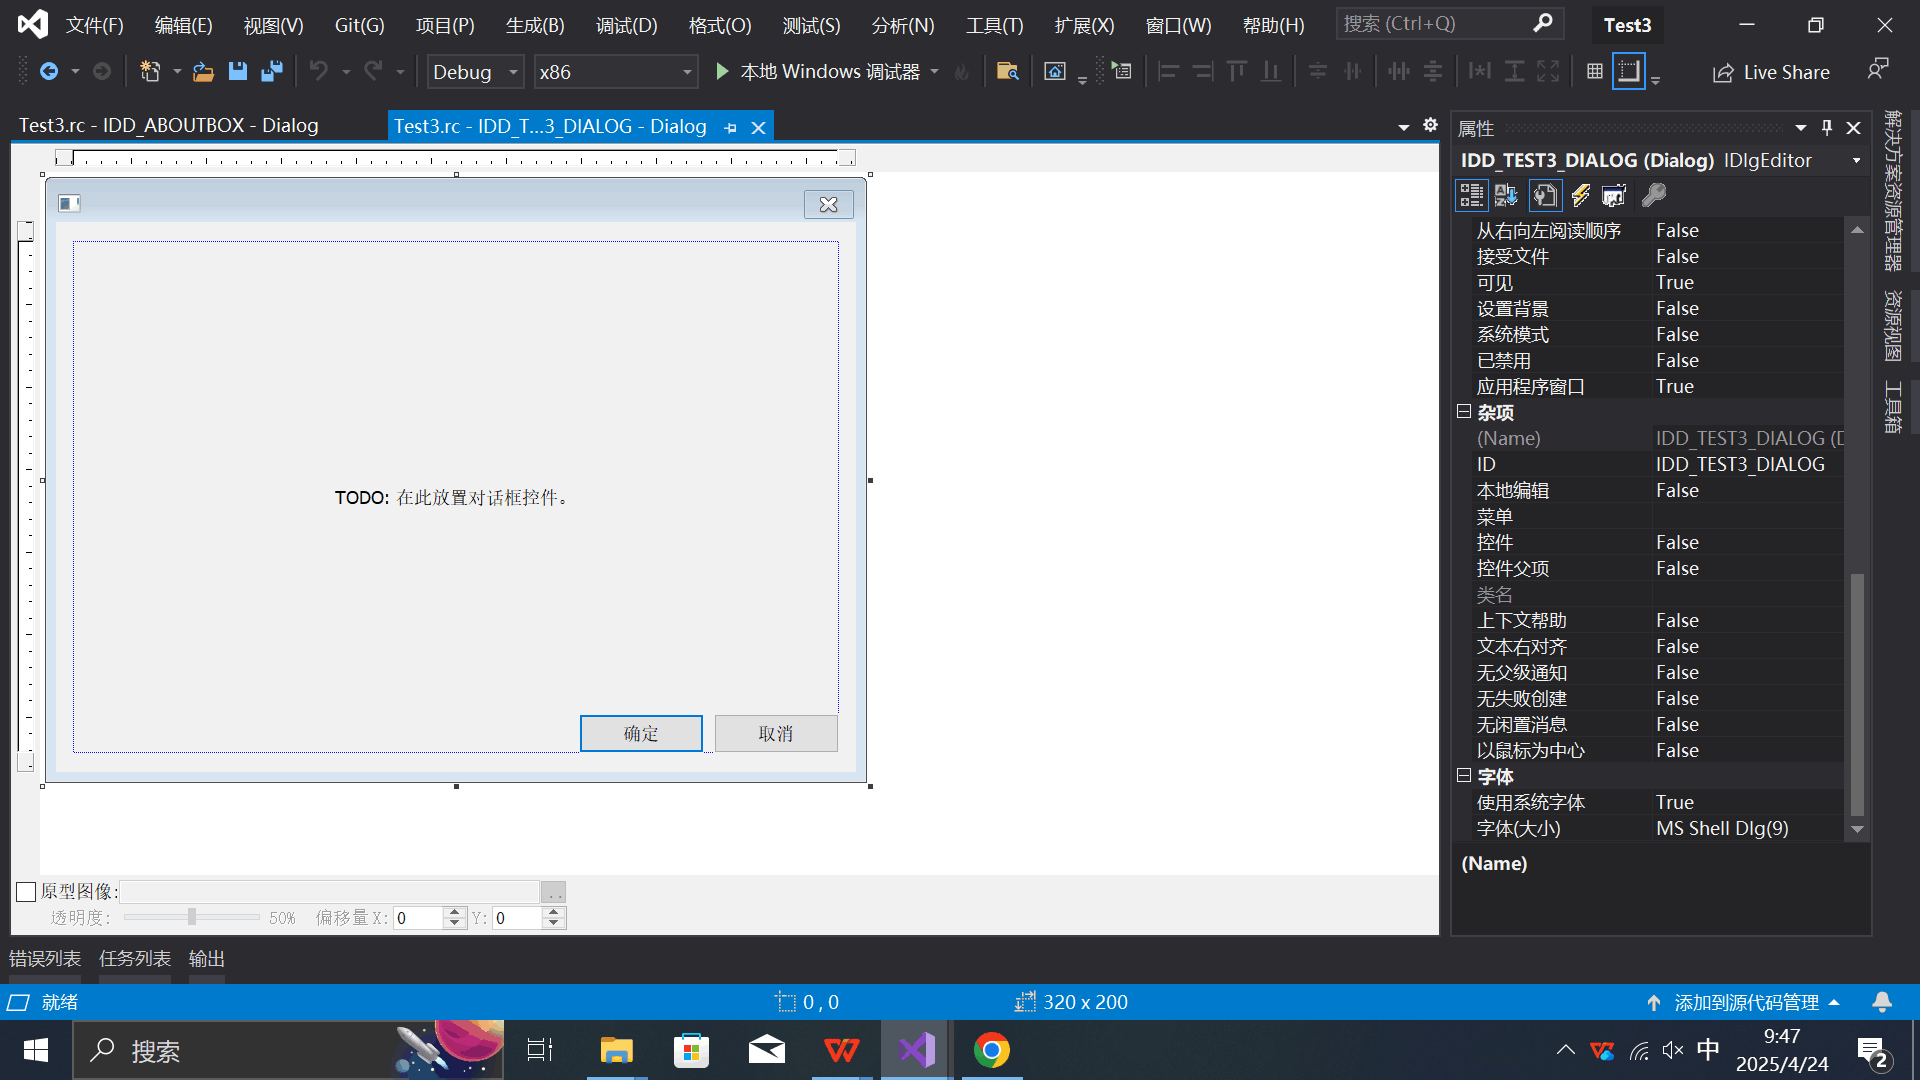 文件(F) 编辑(E) 视图(V) Git(G) 项目(P) 生成(B) 调试(D) 格式(O) 测试(S) 分析(N) 工具(T) 扩展(X) 窗口(W) 帮助(H) 搜索 (Ctrl+Q) Test3
Debug x86 本地 Windows 调试器 Live Share
Test3.rc - IDD_ABOUTBOX - Dialog
Test3.rc - IDD_T...3_DIALOG - Dialog
TODO: 在此放置对话框控件。
确定 取消
原型图像: ..
透明度: 50% 偏移量 X: 0 Y: 0
属性
IDD_TEST3_DIALOG (Dialog) IDlgEditor
从右向左阅读顺序 False
接受文件 False
可见 True
设置背景 False
系统模式 False
已禁用 False
应用程序窗口 True
杂项
(Name) IDD_TEST3_DIALOG (D
ID IDD_TEST3_DIALOG
本地编辑 False
菜单
控件 False
控件父项 False
类名
上下文帮助 False
文本右对齐 False
无父级通知 False
无失败创建 False
无闲置消息 False
以鼠标为中心 False
字体
使用系统字体 True
字体(大小) MS Shell Dlg(9)
(Name)
解决方案资源管理器
资源视图
工具箱
错误列表 任务列表 输出
就绪 0 , 0 320 x 200 添加到源代码管理
搜索
中
9:47
2025/4/24
2